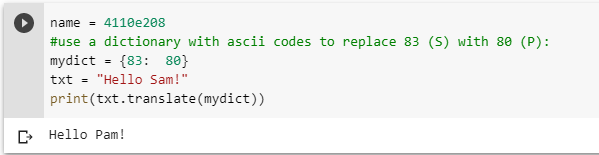 name = 4110e208
#use a dictionary with ascii codes to replace 83 (S) with 80 (P):
mydict = {83:  80}
txt = "Hello Sam!"
print(txt.translate(mydict))
Hello Pam!